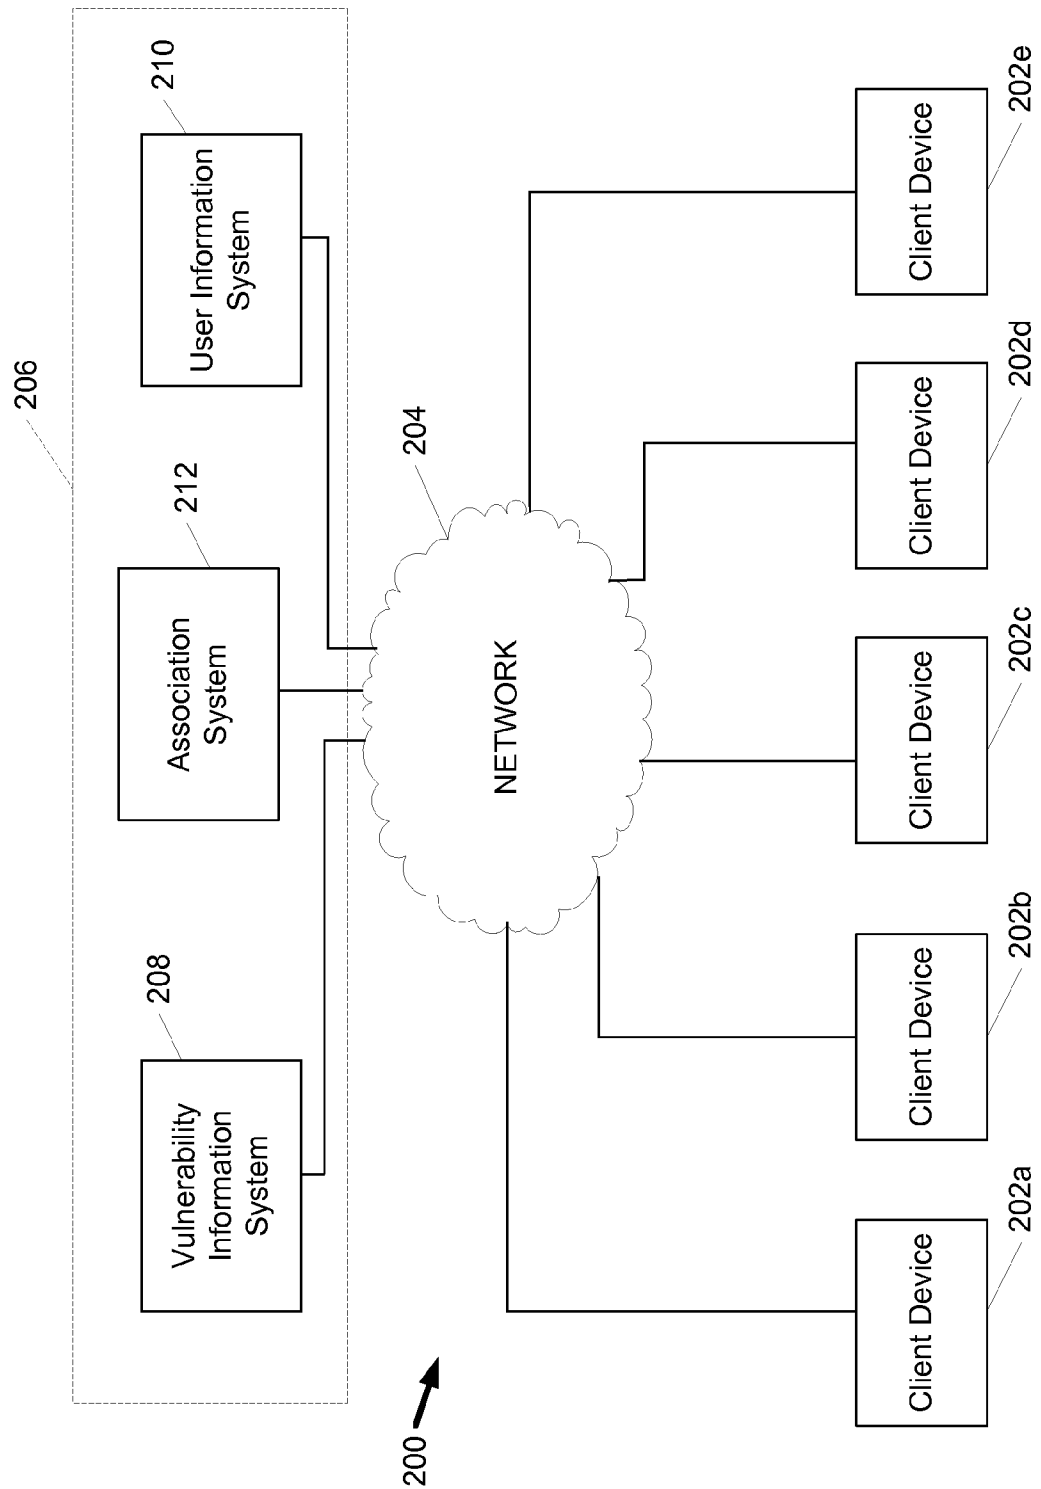 206
208
212
210
Vulnerability
Information
System
Association
System
User Information
System
204
NETWORK
200
Client Device
Client Device
Client Device
Client Device
Client Device
202a
202b
202c
202d
202e